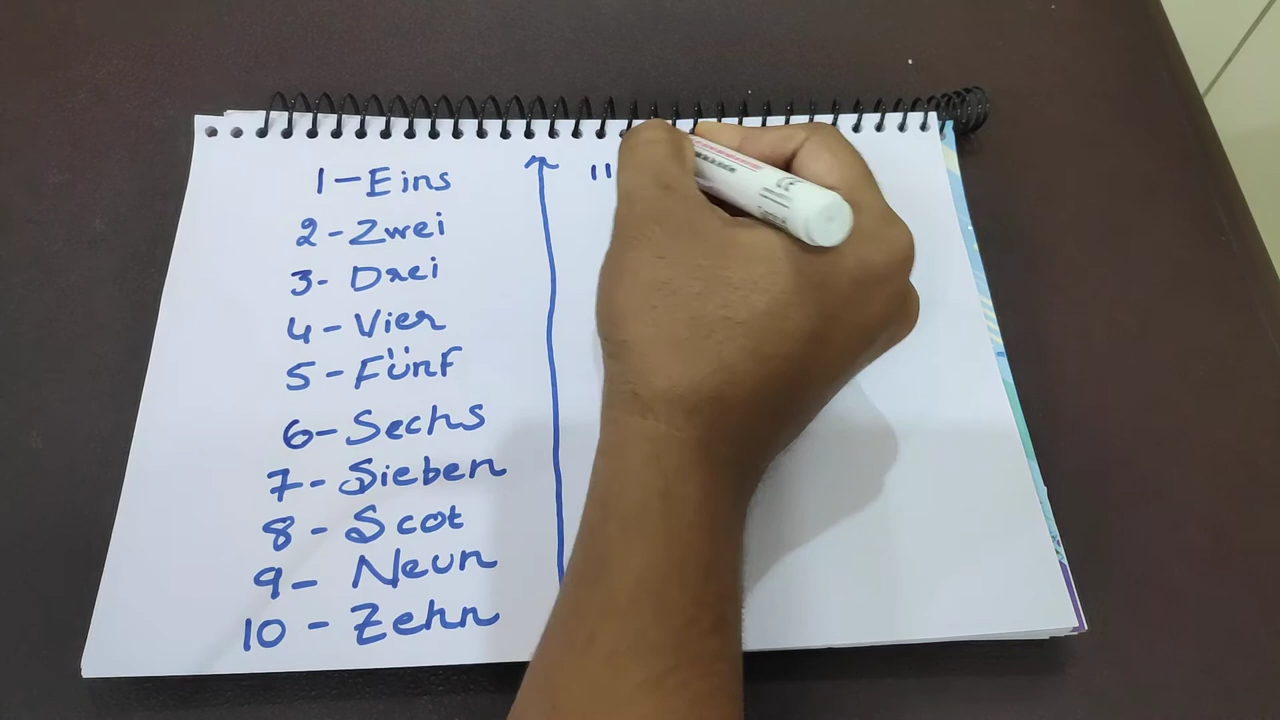 1-Eins
2-Zwei
3-Drei
4-Vier
5-Fünf
6-Sechs
7-Sieben
8-Scot
9-Neun
10-Zehn
11